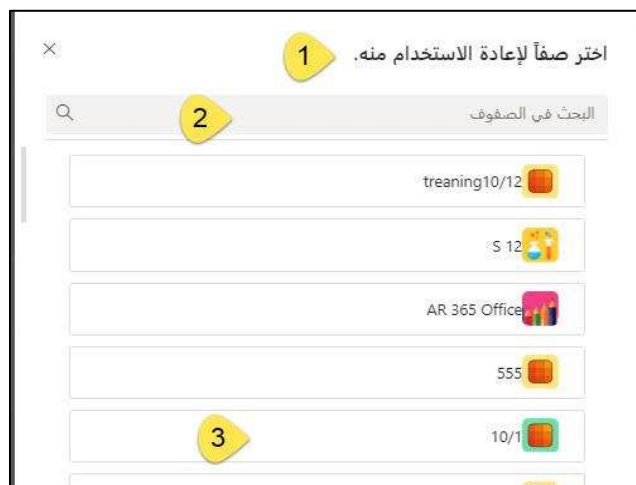 اختر صفاً لإعادة الاستخدام منه.
1
البحث في الصفوف
2
treaning10/12
S 12
AR 365 Office
555
10/1
3